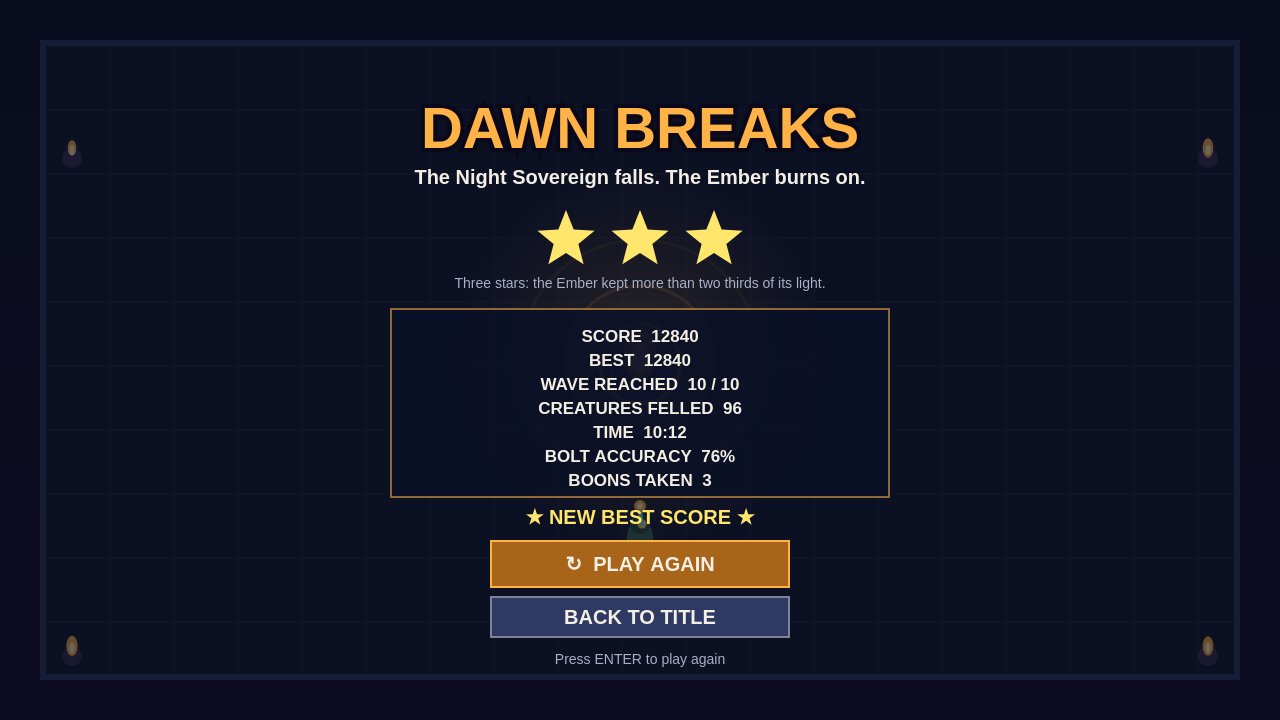 DAWN BREAKS
The Night Sovereign falls. The Ember burns on.
Three stars: the Ember kept more than two thirds of its light.
SCORE 12840
BEST 12840
WAVE REACHED 10 / 10
CREATURES FELLED 96
TIME 10:12
BOLT ACCURACY 76%
BOONS TAKEN 3
★ NEW BEST SCORE ★
↻ PLAY AGAIN
BACK TO TITLE
Press ENTER to play again